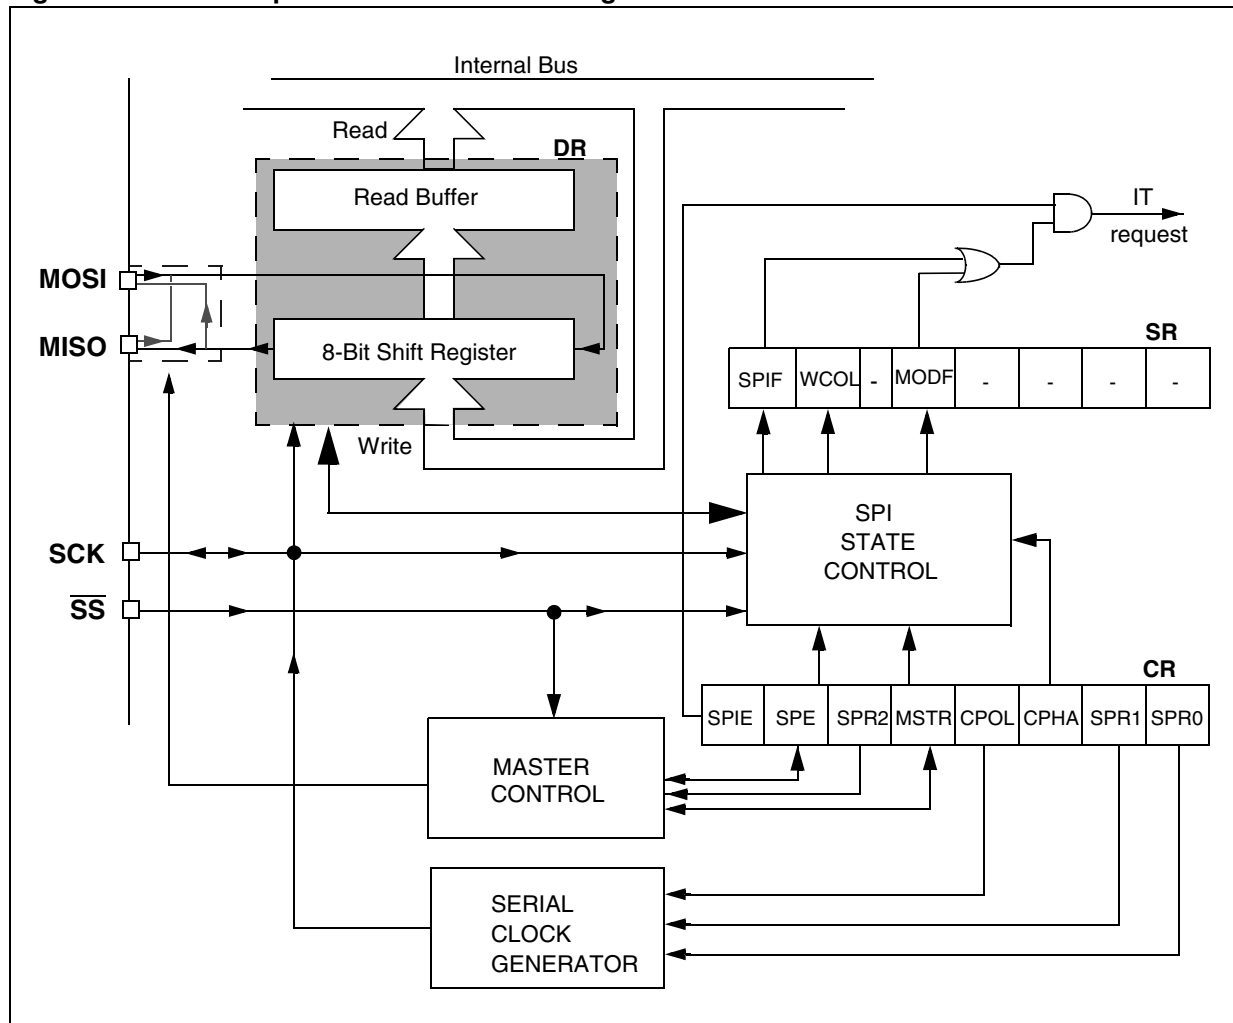 Internal Bus
Read
DR
Read Buffer
IT
request
MOSI
MISO
8-Bit Shift Register
SR
SPIF WCOL - MODF - - - -
Write
SPI
STATE
CONTROL
SCK
SS
CR
SPIE SPE SPR2 MSTR CPOL CPHA SPR1 SPR0
MASTER
CONTROL
SERIAL
CLOCK
GENERATOR